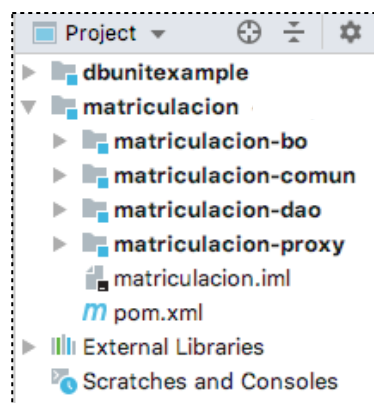 Project
dbunitexample
matriculacion
matriculacion-bo
matriculacion-comun
matriculacion-dao
matriculacion-proxy
matriculacion.iml
m pom.xml
External Libraries
Scratches and Consoles